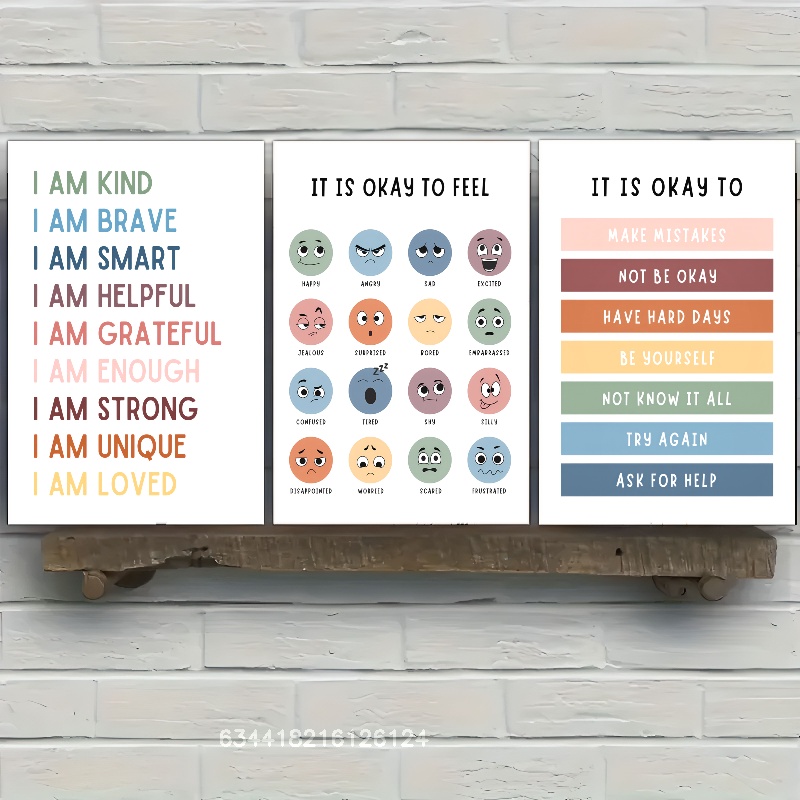 I AM KIND
I AM BRAVE
I AM SMART
I AM HELPFUL
I AM GRATEFUL
I AM ENOUGH
I AM STRONG
I AM UNIQUE
I AM LOVED
IT IS OKAY TO FEEL
HAPPY ANGRY SAD EXCITED
JEALOUS SURPRISED BORED EMBARRASSED
zzz
CONFUSED TIRED SHY SILLY
DISAPPOINTED WORRIED SCARED FRUSTRATED
IT IS OKAY TO
MAKE MISTAKES
NOT BE OKAY
HAVE HARD DAYS
BE YOURSELF
NOT KNOW IT ALL
TRY AGAIN
ASK FOR HELP
634418216126124